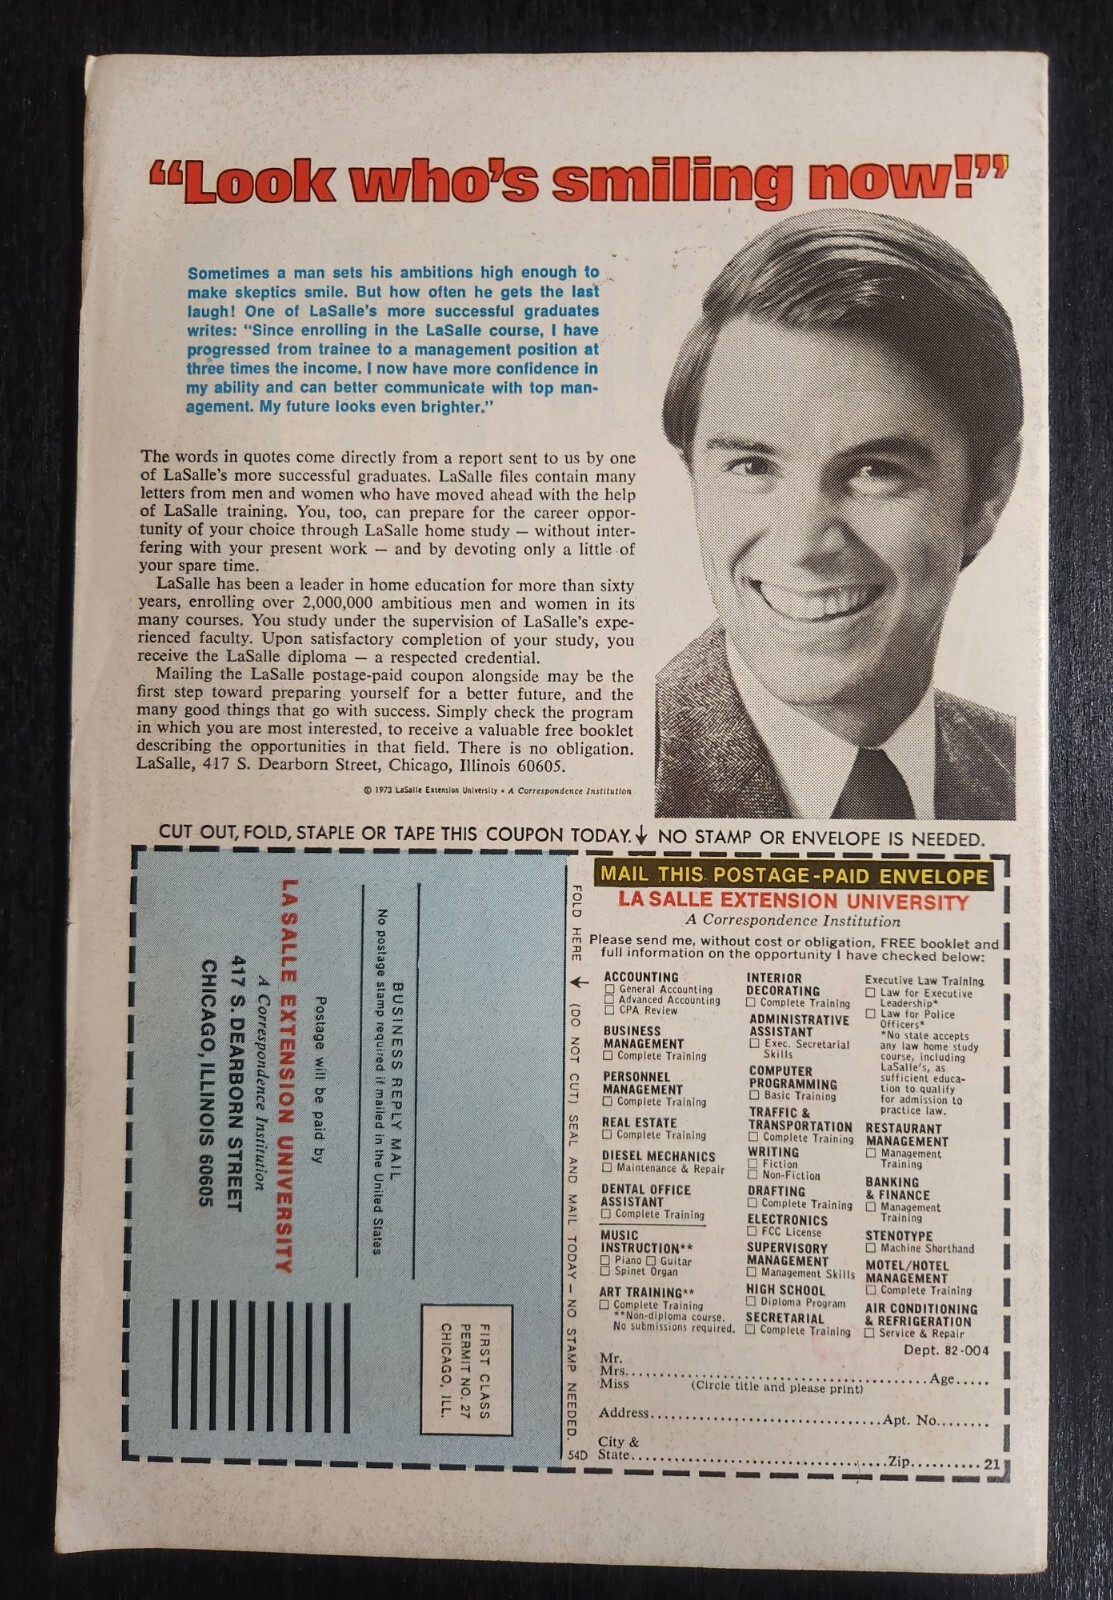 “Look who’s smiling now!”
Sometimes a man sets his ambitions high enough to
make skeptics smile. But how often he gets the last
laugh! One of LaSalle’s more successful graduates
writes: “Since enrolling in the LaSalle course, I have
progressed from trainee to a management position at
three times the income. I now have more confidence in
my ability and can better communicate with top man-
agement. My future looks even brighter.”
The words in quotes come directly from a report sent to us by one
of LaSalle’s more successful graduates. LaSalle files contain many
letters from men and women who have moved ahead with the help
of LaSalle training. You, too, can prepare for the career oppor-
tunity of your choice through LaSalle home study — without inter-
fering with your present work — and by devoting only a little of
your spare time.
LaSalle has been a leader in home education for more than sixty
years, enrolling over 2,000,000 ambitious men and women in its
many courses. You study under the supervision of LaSalle’s expe-
rienced faculty. Upon satisfactory completion of your study, you
receive the LaSalle diploma — a respected credential.
Mailing the LaSalle postage-paid coupon alongside may be the
first step toward preparing yourself for a better future, and the
many good things that go with success. Simply check the program
in which you are most interested, to receive a valuable free booklet
describing the opportunities in that field. There is no obligation.
LaSalle, 417 S. Dearborn Street, Chicago, Illinois 60605.
© 1973 LaSalle Extension University • A Correspondence Institution
CUT OUT, FOLD, STAPLE OR TAPE THIS COUPON TODAY. ↓ NO STAMP OR ENVELOPE IS NEEDED.
FIRST CLASS
PERMIT NO. 27
CHICAGO, ILL.
BUSINESS REPLY MAIL
No postage stamp required if mailed in the United States
Postage will be paid by
LA SALLE EXTENSION UNIVERSITY
A Correspondence Institution
417 S. DEARBORN STREET
CHICAGO, ILLINOIS 60605
FOLD HERE ↓ (DO NOT CUT) SEAL AND MAIL TODAY — NO STAMP NEEDED.
54D
MAIL THIS POSTAGE-PAID ENVELOPE
LA SALLE EXTENSION UNIVERSITY
A Correspondence Institution
Please send me, without cost or obligation, FREE booklet and
full information on the opportunity I have checked below:
ACCOUNTING
☐ General Accounting
☐ Advanced Accounting
☐ CPA Review
BUSINESS
MANAGEMENT
☐ Complete Training
PERSONNEL
MANAGEMENT
☐ Complete Training
REAL ESTATE
☐ Complete Training
DIESEL MECHANICS
☐ Maintenance & Repair
DENTAL OFFICE
ASSISTANT
☐ Complete Training
MUSIC
INSTRUCTION**
☐ Piano ☐ Guitar
☐ Spinet Organ
ART TRAINING**
☐ Complete Training
**Non-diploma course.
No submissions required.
INTERIOR
DECORATING
☐ Complete Training
ADMINISTRATIVE
ASSISTANT
☐ Exec. Secretarial
Skills
COMPUTER
PROGRAMMING
☐ Basic Training
TRAFFIC &
TRANSPORTATION
☐ Complete Training
WRITING
☐ Fiction
☐ Non-Fiction
DRAFTING
☐ Complete Training
ELECTRONICS
☐ FCC License
SUPERVISORY
MANAGEMENT
☐ Management Skills
HIGH SCHOOL
☐ Diploma Program
SECRETARIAL
☐ Complete Training
Executive Law Training
☐ Law for Executive
Leadership*
☐ Law for Police
Officers*
*No state accepts
any law home study
course, including
LaSalle’s, as
sufficient educa-
tion to qualify
for admission to
practice law.
RESTAURANT
MANAGEMENT
☐ Management
Training
BANKING
& FINANCE
☐ Management
Training
STENOTYPE
☐ Machine Shorthand
MOTEL/HOTEL
MANAGEMENT
☐ Complete Training
AIR CONDITIONING
& REFRIGERATION
☐ Service & Repair
Dept. 82-004
Mr.
Mrs. Age
Miss (Circle title and please print)
Address Apt. No.
City &
State Zip 21